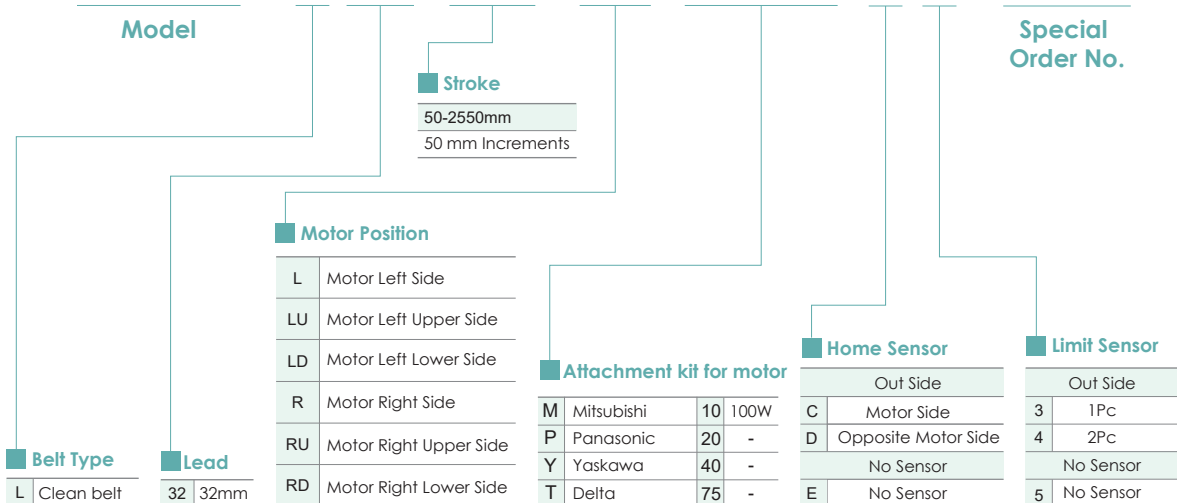 Model
Special
Order No.
Stroke
50-2550mm
50 mm Increments
Motor Position
L Motor Left Side
LU Motor Left Upper Side
LD Motor Left Lower Side
R Motor Right Side
RU Motor Right Upper Side
RD Motor Right Lower Side
Attachment kit for motor
M Mitsubishi 10 100W
P Panasonic 20 -
Y Yaskawa 40 -
T Delta 75 -
Home Sensor
Out Side
C Motor Side
D Opposite Motor Side
No Sensor
E No Sensor
Limit Sensor
Out Side
3 1Pc
4 2Pc
No Sensor
5 No Sensor
Belt Type
L Clean belt
Lead
32 32mm